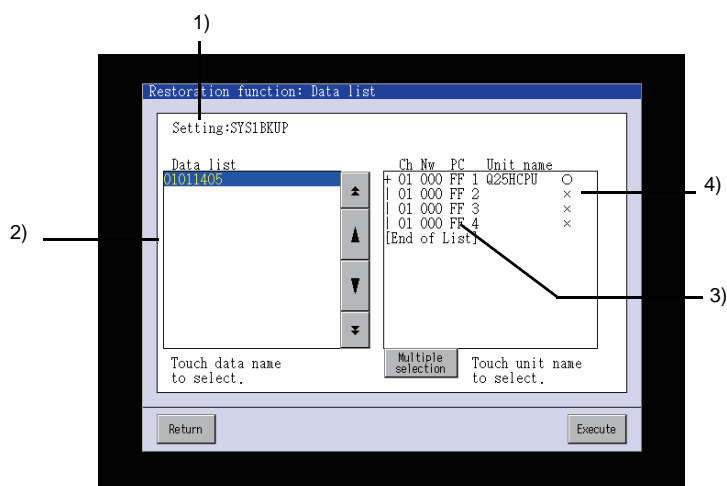 1)
Restoration function: Data list
Setting:SYS1BKUP
Data list
01011405
Ch Nw PC Unit name
+ 01 000 FF 1 Q25HCPU ○
| 01 000 FF 2 ×
| 01 000 FF 3 ×
| 01 000 FF 4 ×
[End of List]
4)
2)
3)
Touch data name
to select.
Multiple
selection
Touch unit name
to select.
Return
Execute